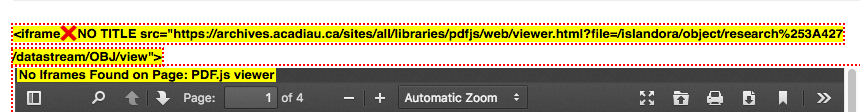 <iframe❌NO TITLE src="https://archives.acadiau.ca/sites/all/libraries/pdfjs/web/viewer.html?file=/islandora/object/research%253A427
/datastream/OBJ/view">
No Iframes Found on Page: PDF.js viewer
Page: 1 of 4 Automatic Zoom